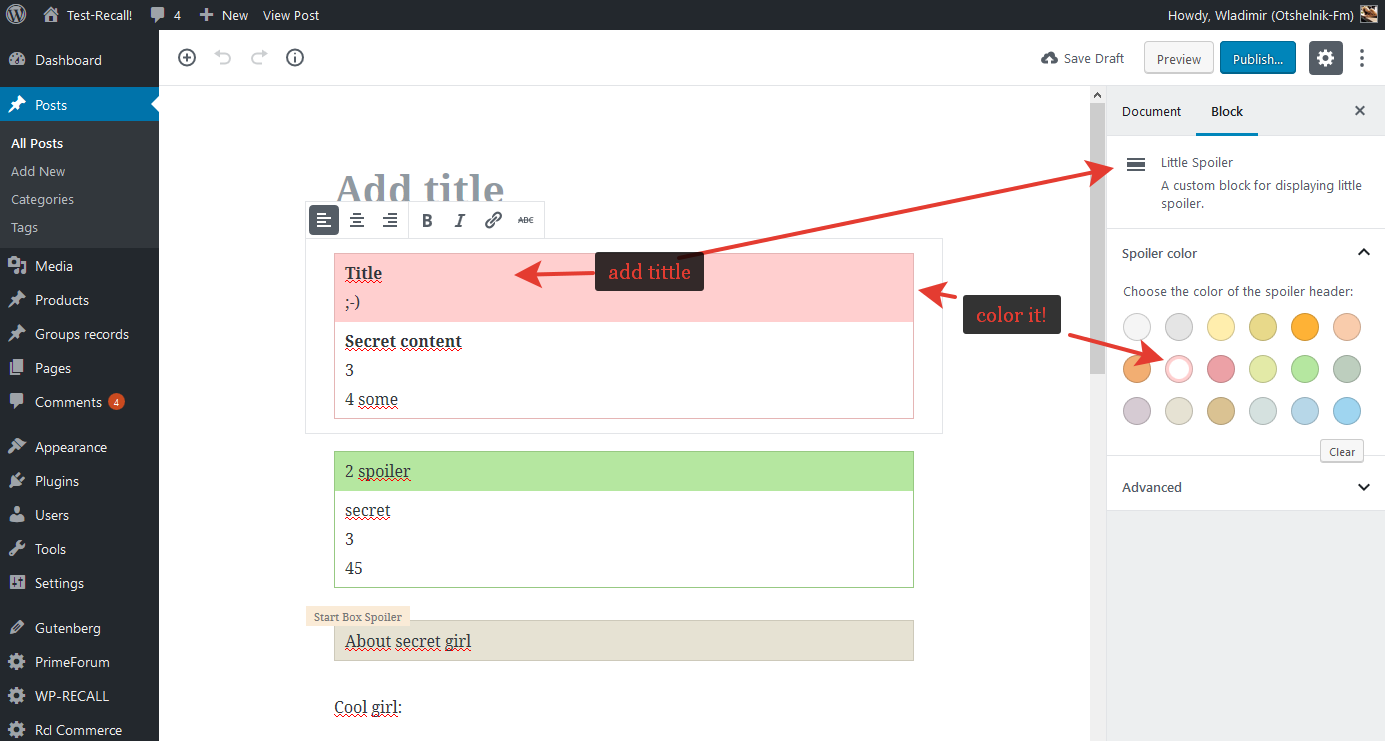 Test-Recall! 4 New View Post Howdy, Wladimir (Otshelnik-Fm)
Dashboard
Posts
All Posts
Add New
Categories
Tags
Media
Products
Groups records
Pages
Comments 4
Appearance
Plugins
Users
Tools
Settings
Gutenberg
PrimeForum
WP-RECALL
Rcl Commerce
Save Draft Preview Publish...
Add title
B I ABC
Title
;-)
Secret content
3
4 some
add tittle
color it!
2 spoiler
secret
3
45
Start Box Spoiler
About secret girl
Cool girl:
Document Block
Little Spoiler
A custom block for displaying little
spoiler.
Spoiler color
Choose the color of the spoiler header:
Clear
Advanced